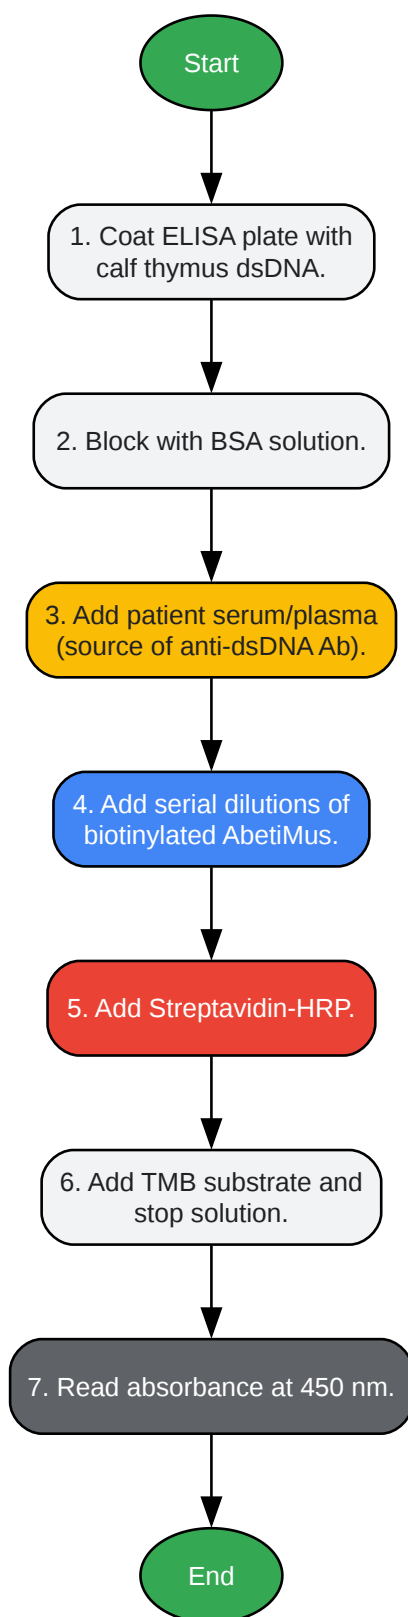 Start
1. Coat ELISA plate with
calf thymus dsDNA.
2. Block with BSA solution.
3. Add patient serum/plasma
(source of anti-dsDNA Ab).
4. Add serial dilutions of
biotinylated AbetiMus.
5. Add Streptavidin-HRP.
6. Add TMB substrate and
stop solution.
7. Read absorbance at 450 nm.
End